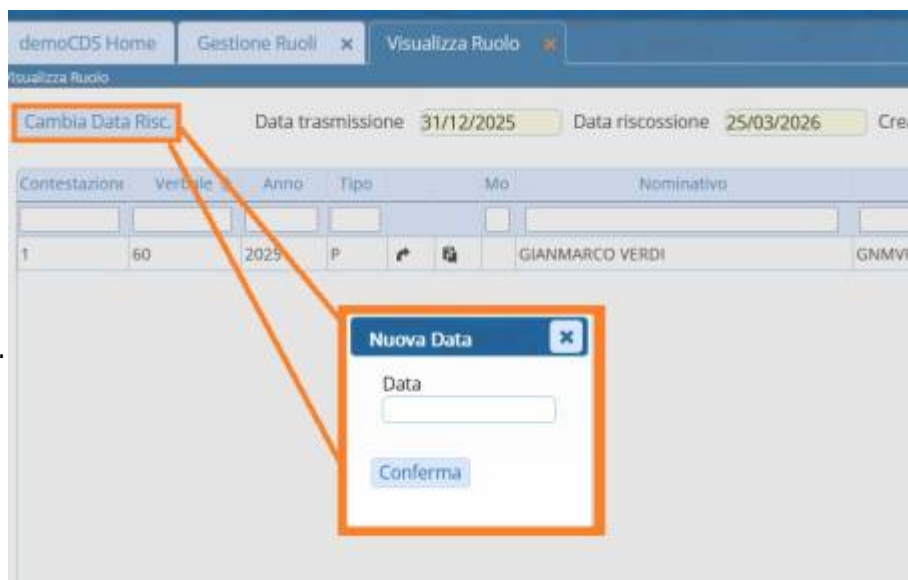 demoCDS Home Gestione Ruoli Visualizza Ruolo
Visualizza Ruolo
Cambia Data Risc. Data trasmissione 31/12/2025 Data riscossione 25/03/2026
Contestazione Verbale Anno Tipo Mo Nominativo
1 60 2025 P GIANMARCO VERDI
Nuova Data
Data
Conferma